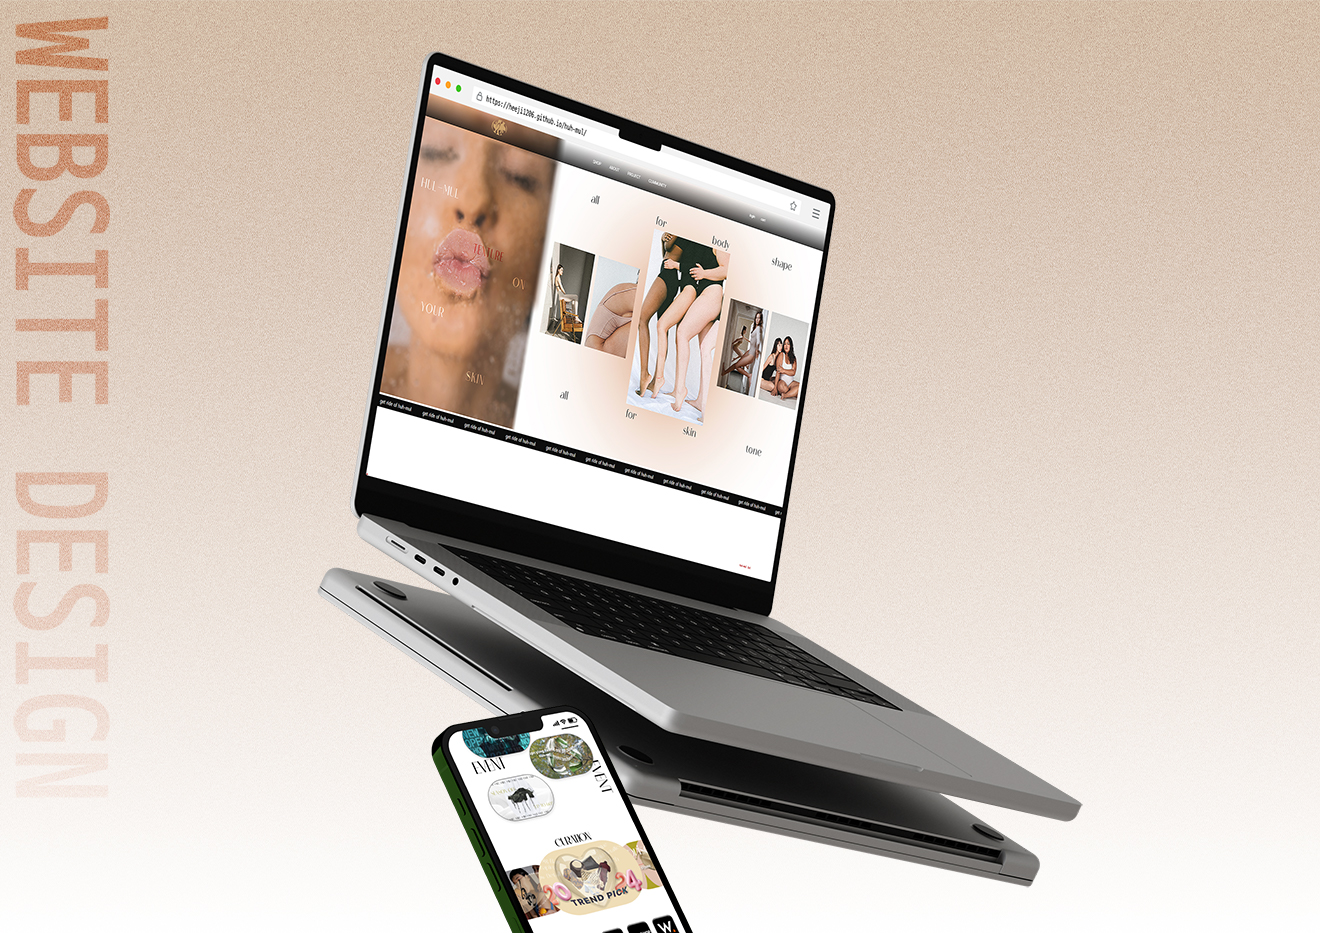 WEBSITE DESIGN
https://heeji1206.github.io/huh-mul/
SHOP ABOUT PROJECT COMMUNITY
HUL-MUL
TEXTURE
ON
YOUR
SKIN
all for body shape
all for skin tone
get ride of huh-mul get ride of huh-mul get ride of huh-mul get ride of huh-mul get ride of huh-mul get ride of huh-mul get ride of huh-mul get ride of huh-mul get ride of huh-mul get ride of huh-mul get
EVENT
EVENT
CURATION
2024
TREND PICK
W.